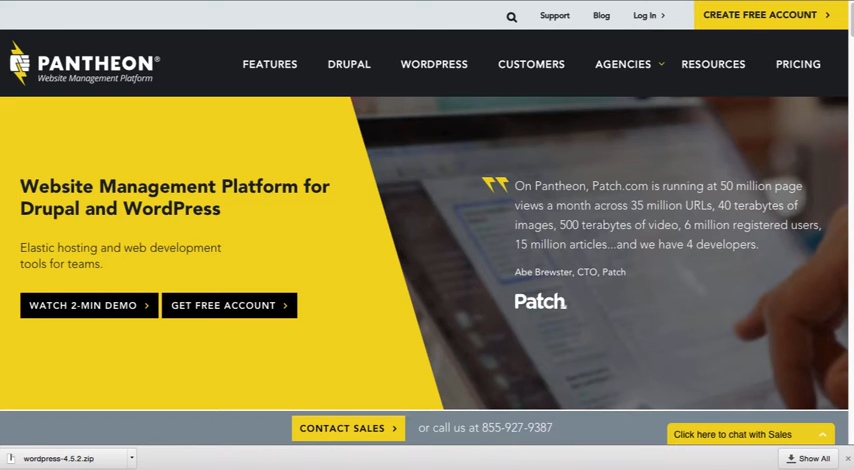 Support
Blog
Log In >
CREATE FREE ACCOUNT >
PANTHEON®
Website Management Platform
FEATURES
DRUPAL
WORDPRESS
CUSTOMERS
AGENCIES
RESOURCES
PRICING
Website Management Platform for
Drupal and WordPress
Elastic hosting and web development
tools for teams.
WATCH 2-MIN DEMO >
GET FREE ACCOUNT >
On Pantheon, Patch.com is running at 50 million page
views a month across 35 million URLs, 40 terabytes of
images, 500 terabytes of video, 6 million registered users,
15 million articles...and we have 4 developers.
Abe Brewster, CTO, Patch
Patch
CONTACT SALES >
or call us at 855-927-9387
Click here to chat with Sales
wordpress-4.5.2.zip
Show All